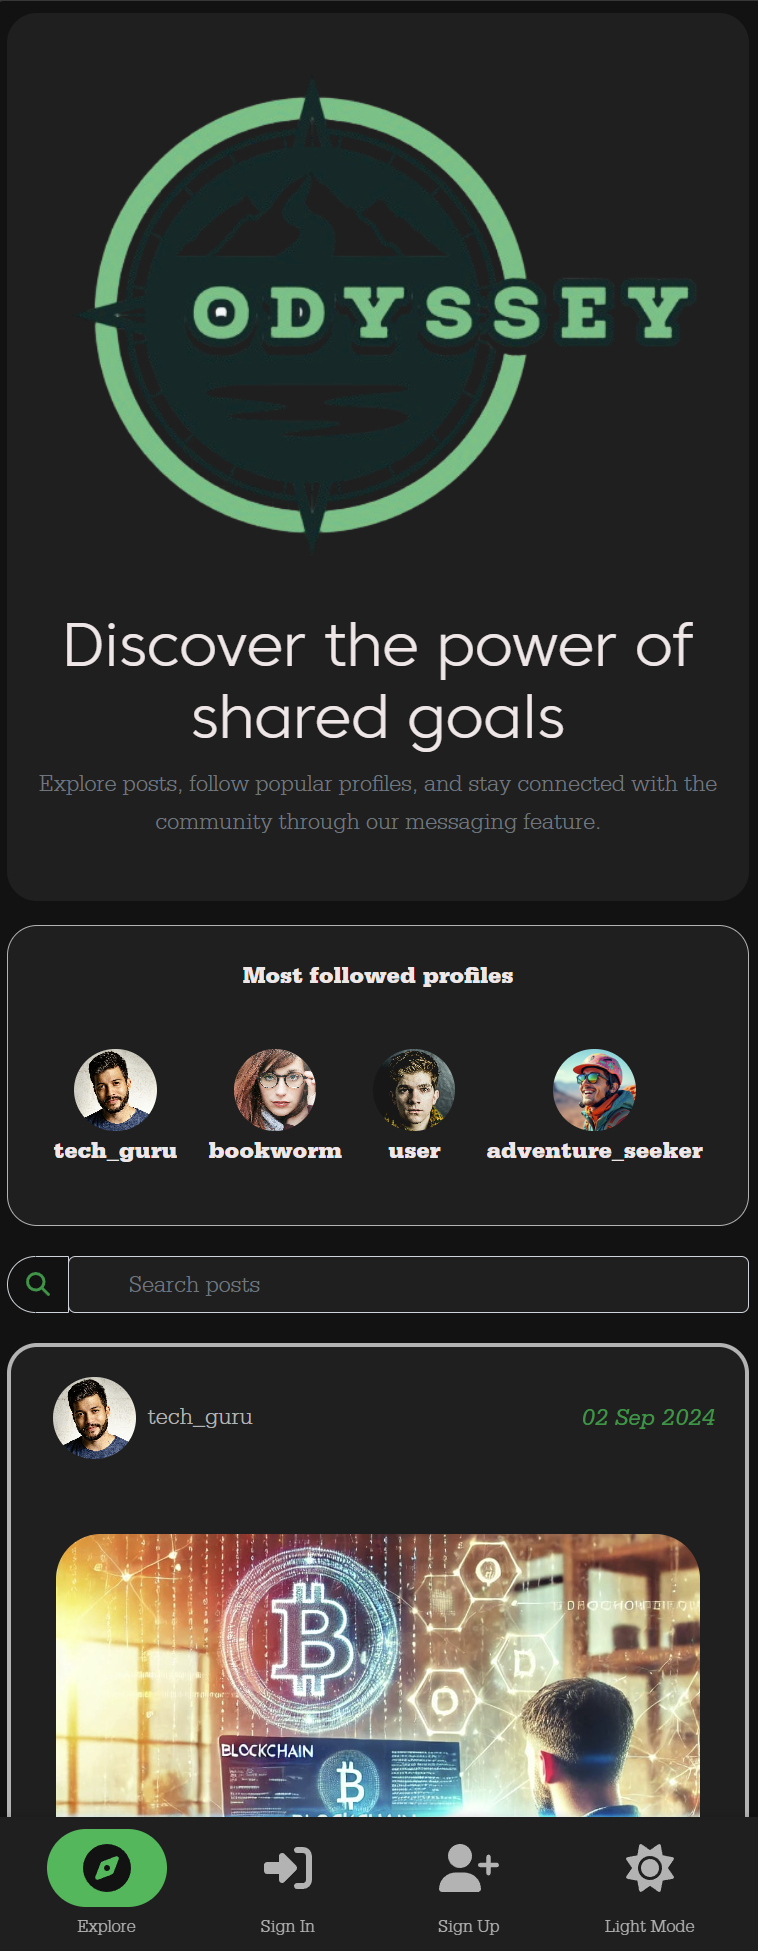 ODYSSEY
Discover the power of
shared goals
Explore posts, follow popular profiles, and stay connected with the
community through our messaging feature.
Most followed profiles
tech_guru bookworm user adventure_seeker
Search posts
tech_guru 02 Sep 2024
BLOCKCHAIN
Explore Sign In Sign Up Light Mode